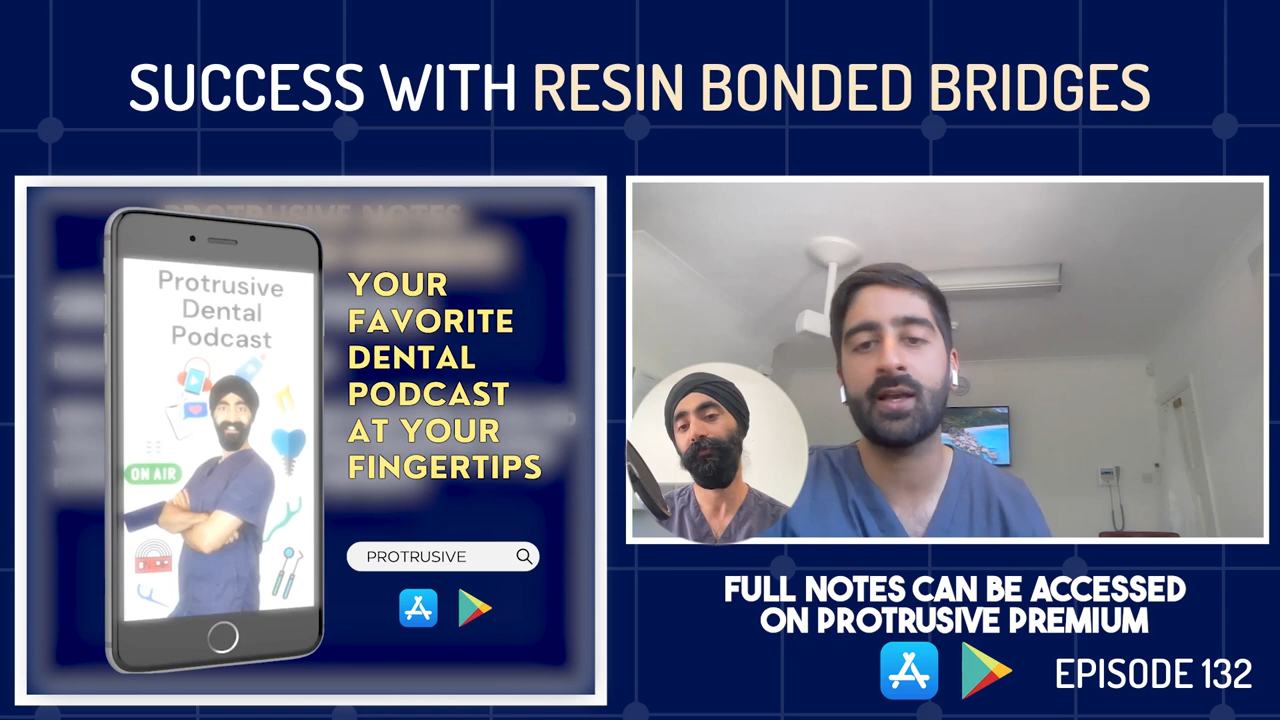 SUCCESS WITH RESIN BONDED BRIDGES
Protrusive
Dental
Podcast
ON AIR
YOUR
FAVORITE
DENTAL
PODCAST
AT YOUR
FINGERTIPS
PROTRUSIVE
FULL NOTES CAN BE ACCESSED
ON PROTRUSIVE PREMIUM
EPISODE 132